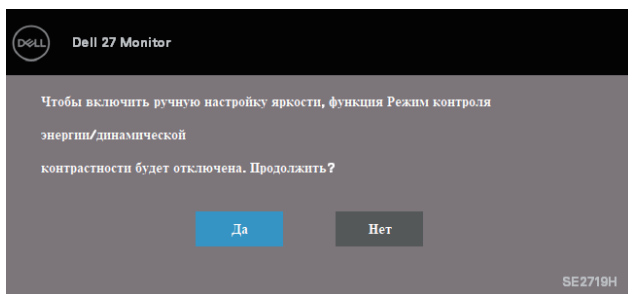 DELL
Dell 27 Monitor
Чтобы включить ручную настройку яркости, функция Режим контроля
энергии/динамической
контрастности будет отключена. Продолжить?
Да
Нет
SE2719H